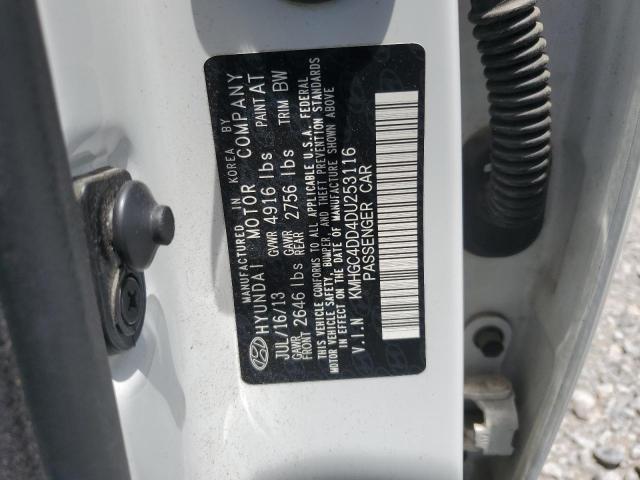 MANUFACTURED IN KOREA BY
HYUNDAI MOTOR COMPANY
JUL/16/13 GVWR 4916 lbs PAINT AT
GAWR FRONT 2646 lbs GAWR REAR 2756 lbs TRIM BW
THIS VEHICLE CONFORMS TO ALL APPLICABLE U.S.A. FEDERAL
MOTOR VEHICLE SAFETY, BUMPER, AND THEFT PREVENTION STANDARDS
IN EFFECT ON THE DATE OF MANUFACTURE SHOWN ABOVE
V.I.N KMHGC4DD4DU253116
PASSENGER CAR